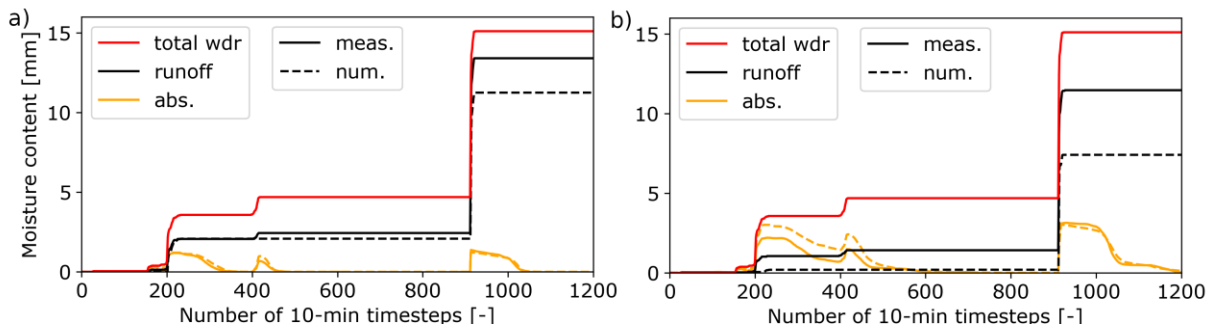 a)
Moisture content [mm]
15
10
5
0
total wdr
runoff
abs.
meas.
num.
0 200 400 600 800 1000 1200
Number of 10-min timesteps [-]
b)
15
10
5
0
total wdr
runoff
abs.
meas.
num.
0 200 400 600 800 1000 1200
Number of 10-min timesteps [-]